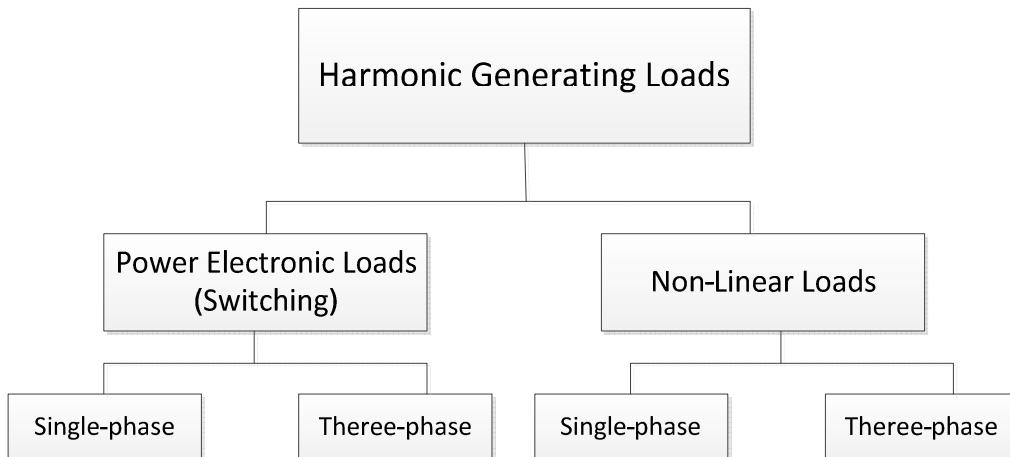 Harmonic Generating Loads
Power Electronic Loads
(Switching)
Non-Linear Loads
Single-phase
Theree-phase
Single-phase
Theree-phase